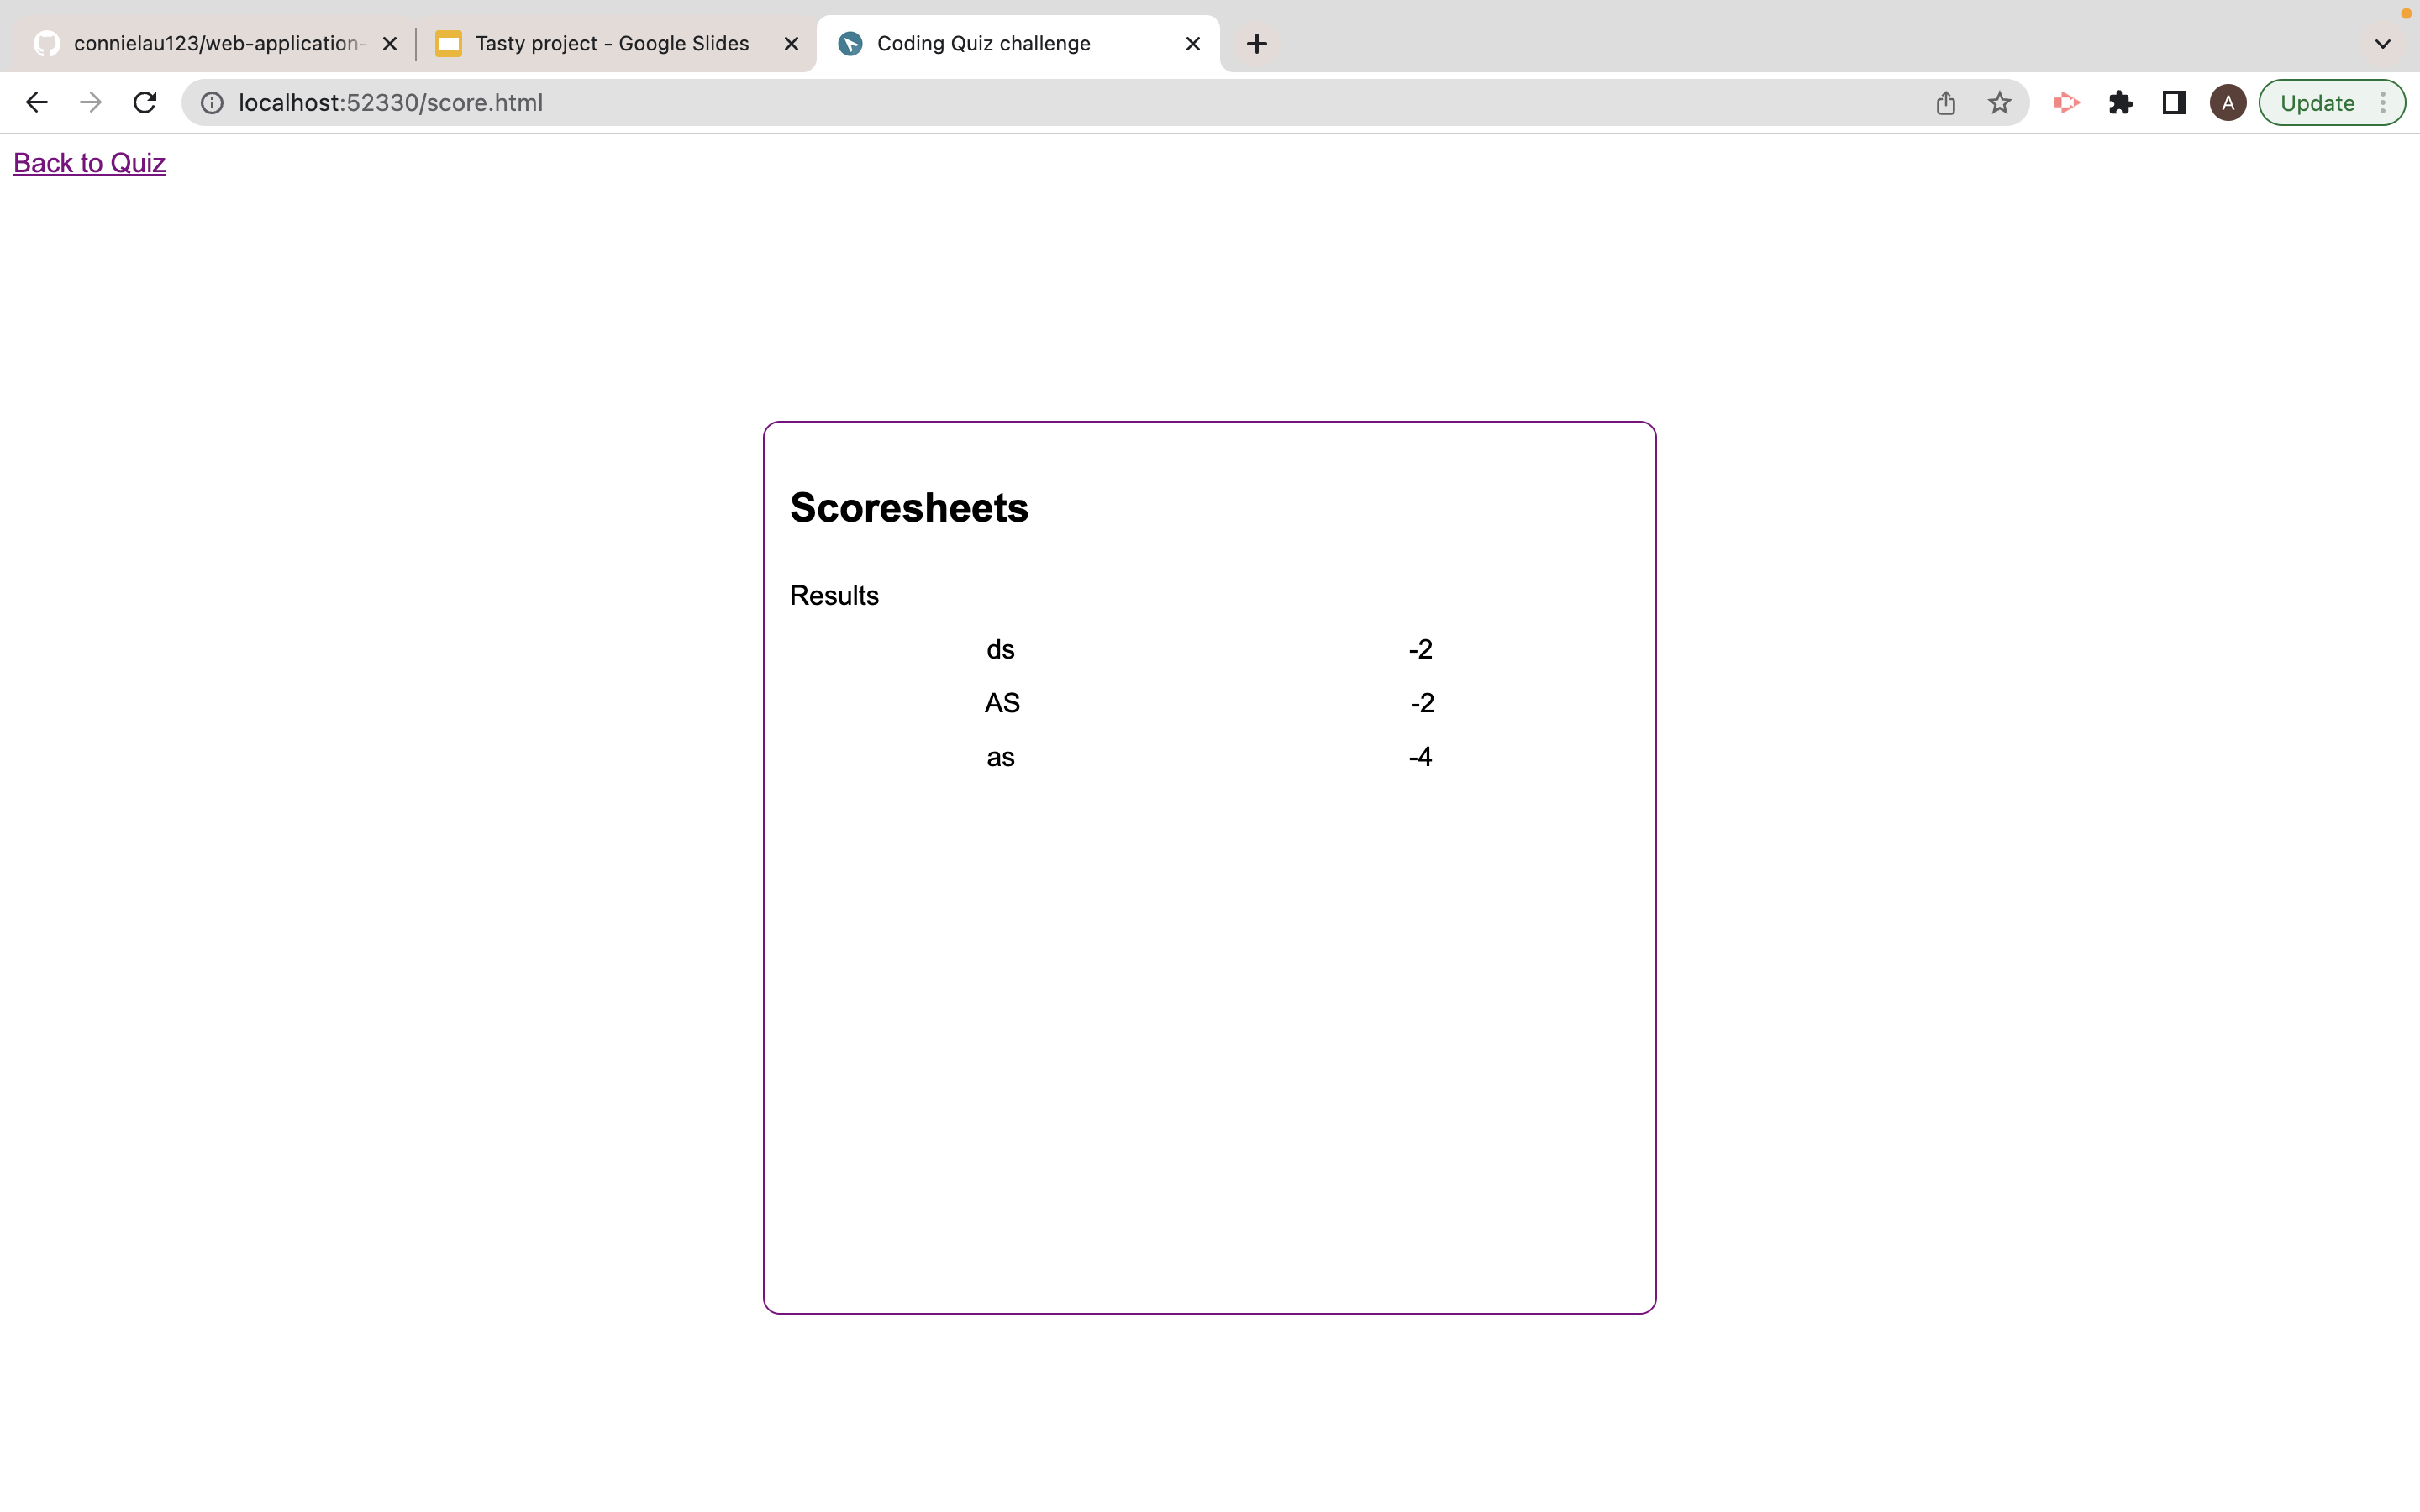 connielau123/web-application-
Tasty project - Google Slides
Coding Quiz challenge
localhost:52330/score.html
A
Update
Back to Quiz
Scoresheets
Results
ds -2
AS -2
as -4